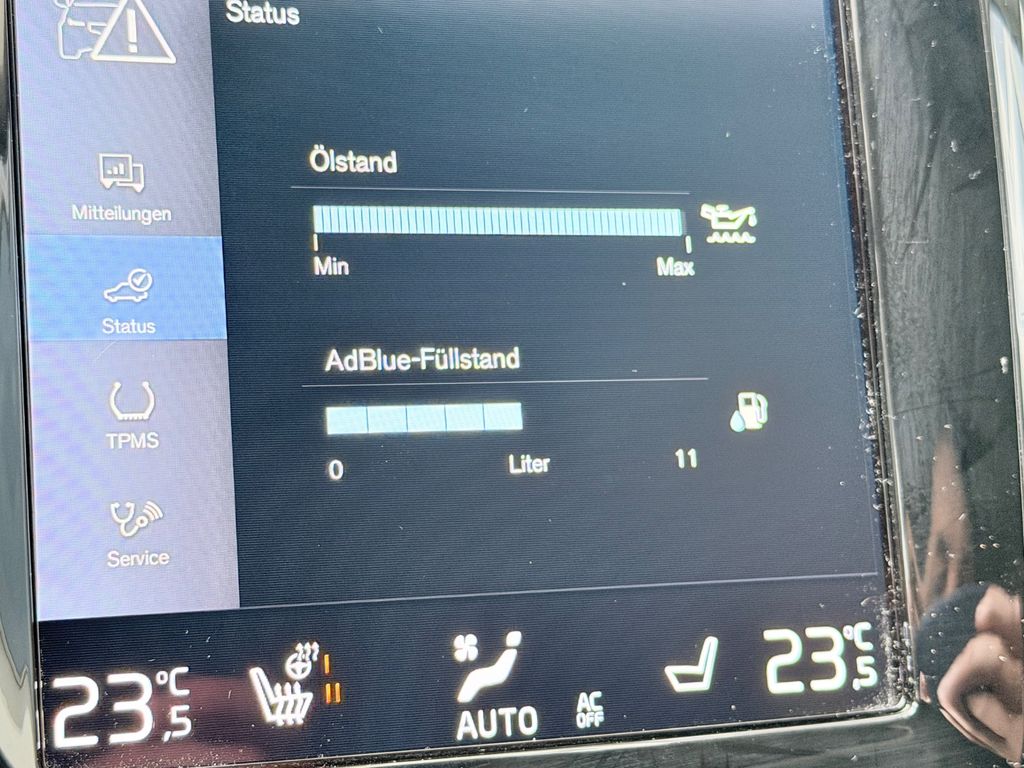 Status
Ölstand
Mitteilungen
Min
Max
Status
AdBlue-Füllstand
TPMS
0
Liter
11
Service
23,5 °C
I
II
AUTO
AC
OFF
23,5 °C